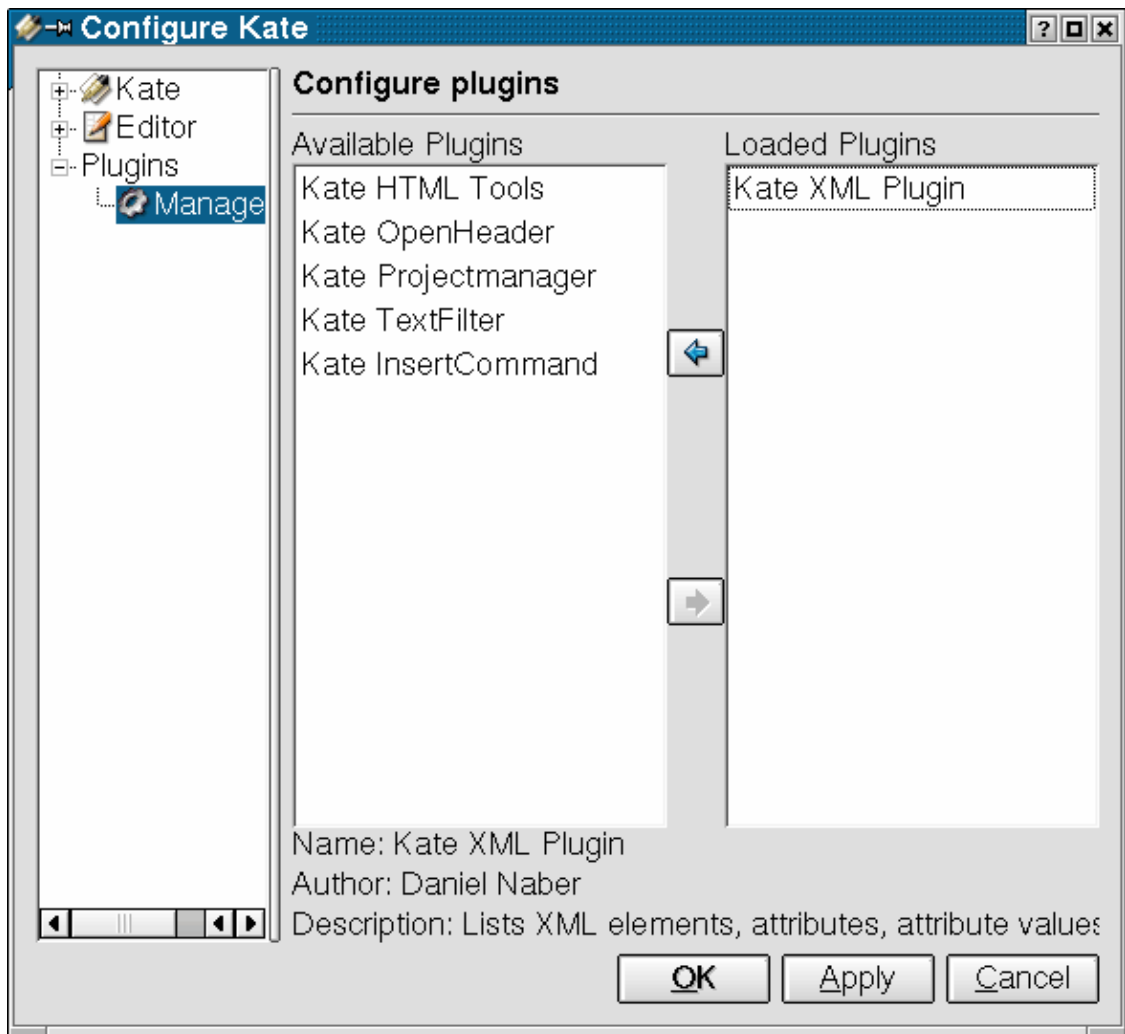 Configure Kate
Kate
Editor
Plugins
Manage
Configure plugins
Available Plugins
Kate HTML Tools
Kate OpenHeader
Kate Projectmanager
Kate TextFilter
Kate InsertCommand
Loaded Plugins
Kate XML Plugin
Name: Kate XML Plugin
Author: Daniel Naber
Description: Lists XML elements, attributes, attribute values
OK
Apply
Cancel